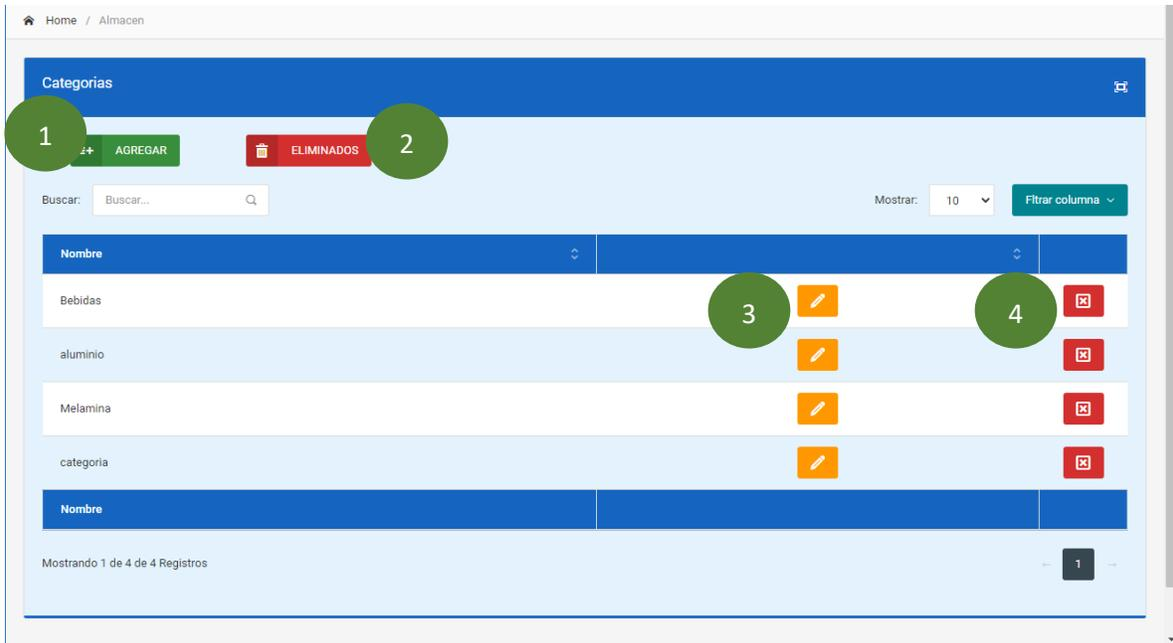 Home / Almacen
Categorias
1 AGREGAR ELIMINADOS 2
Buscar: Buscar... Mostrar: 10 Fltrar columna
Nombre
Bebidas 3 4
aluminio
Melamina
categoria
Nombre
Mostrando 1 de 4 de 4 Registros ← 1 →